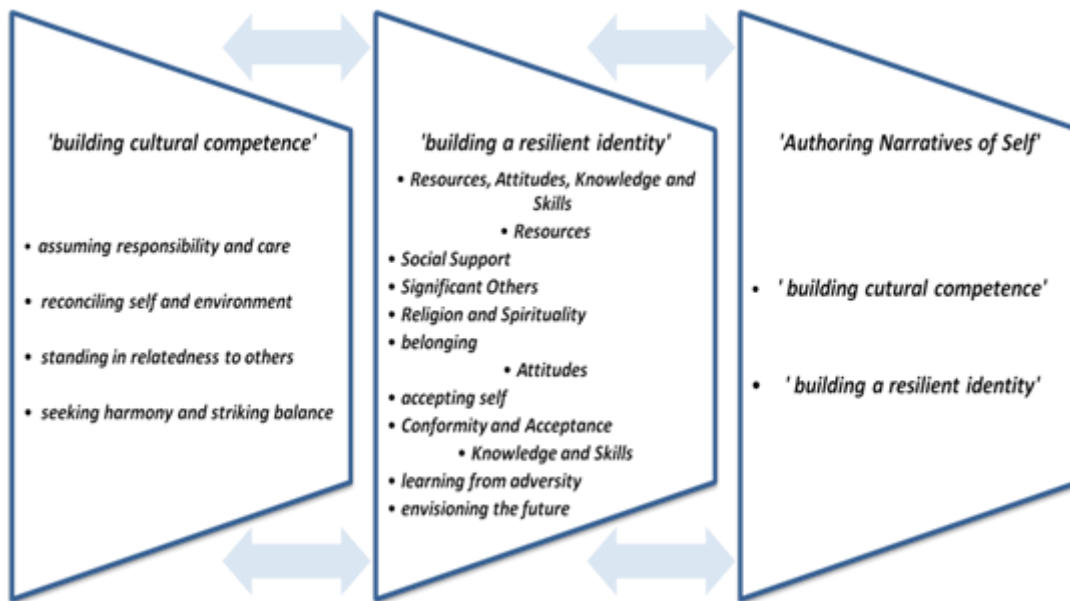 'building cultural competence'
• assuming responsibility and care
• reconciling self and environment
• standing in relatedness to others
• seeking harmony and striking balance
'building a resilient identity'
• Resources, Attitudes, Knowledge and
Skills
• Resources
• Social Support
• Significant Others
• Religion and Spirituality
• belonging
• Attitudes
• accepting self
• Conformity and Acceptance
• Knowledge and Skills
• learning from adversity
• envisioning the future
'Authoring Narratives of Self'
• ' building cutural competence'
• ' building a resilient identity'